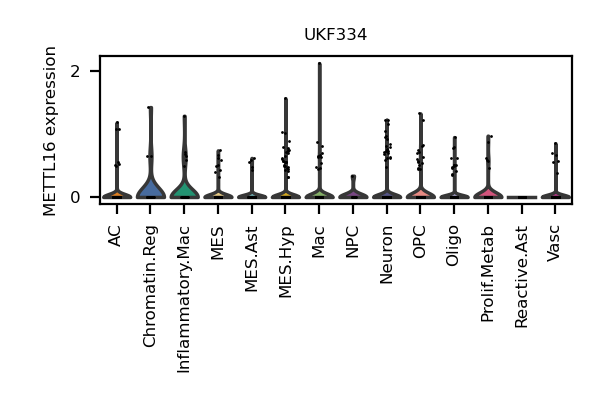 UKF334
METTL16 expression
2
0
AC
Chromatin.Reg
Inflammatory.Mac
MES
MES.Ast
MES.Hyp
Mac
NPC
Neuron
OPC
Oligo
Prolif.Metab
Reactive.Ast
Vasc